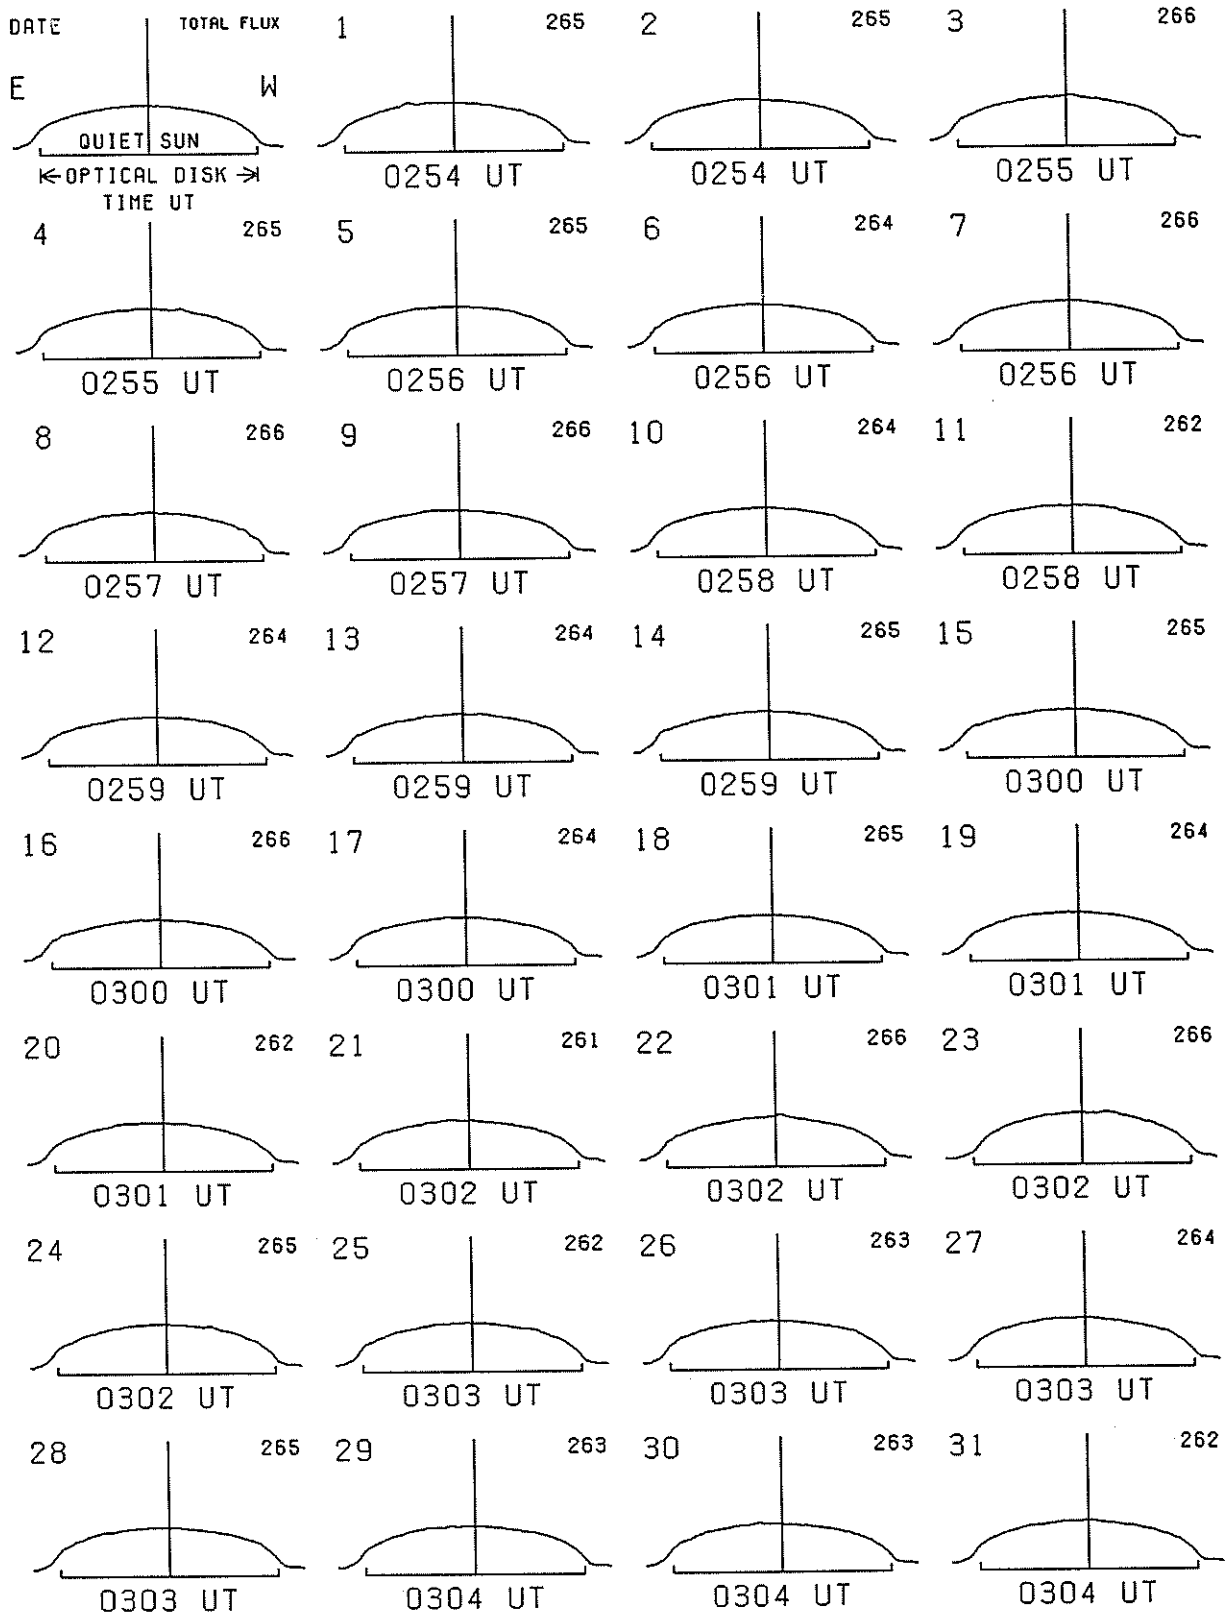 DATE TOTAL FLUX 1 265 2 265 3 266
E W
QUIET SUN
OPTICAL DISK 0254 UT 0254 UT 0255 UT
TIME UT
4 265 5 265 6 264 7 266
0255 UT 0256 UT 0256 UT 0256 UT
8 266 9 266 10 264 11 262
0257 UT 0257 UT 0258 UT 0258 UT
12 264 13 264 14 265 15 265
0259 UT 0259 UT 0259 UT 0300 UT
16 266 17 264 18 265 19 264
0300 UT 0300 UT 0301 UT 0301 UT
20 262 21 261 22 266 23 266
0301 UT 0302 UT 0302 UT 0302 UT
24 265 25 262 26 263 27 264
0302 UT 0303 UT 0303 UT 0303 UT
28 265 29 263 30 263 31 262
0303 UT 0304 UT 0304 UT 0304 UT